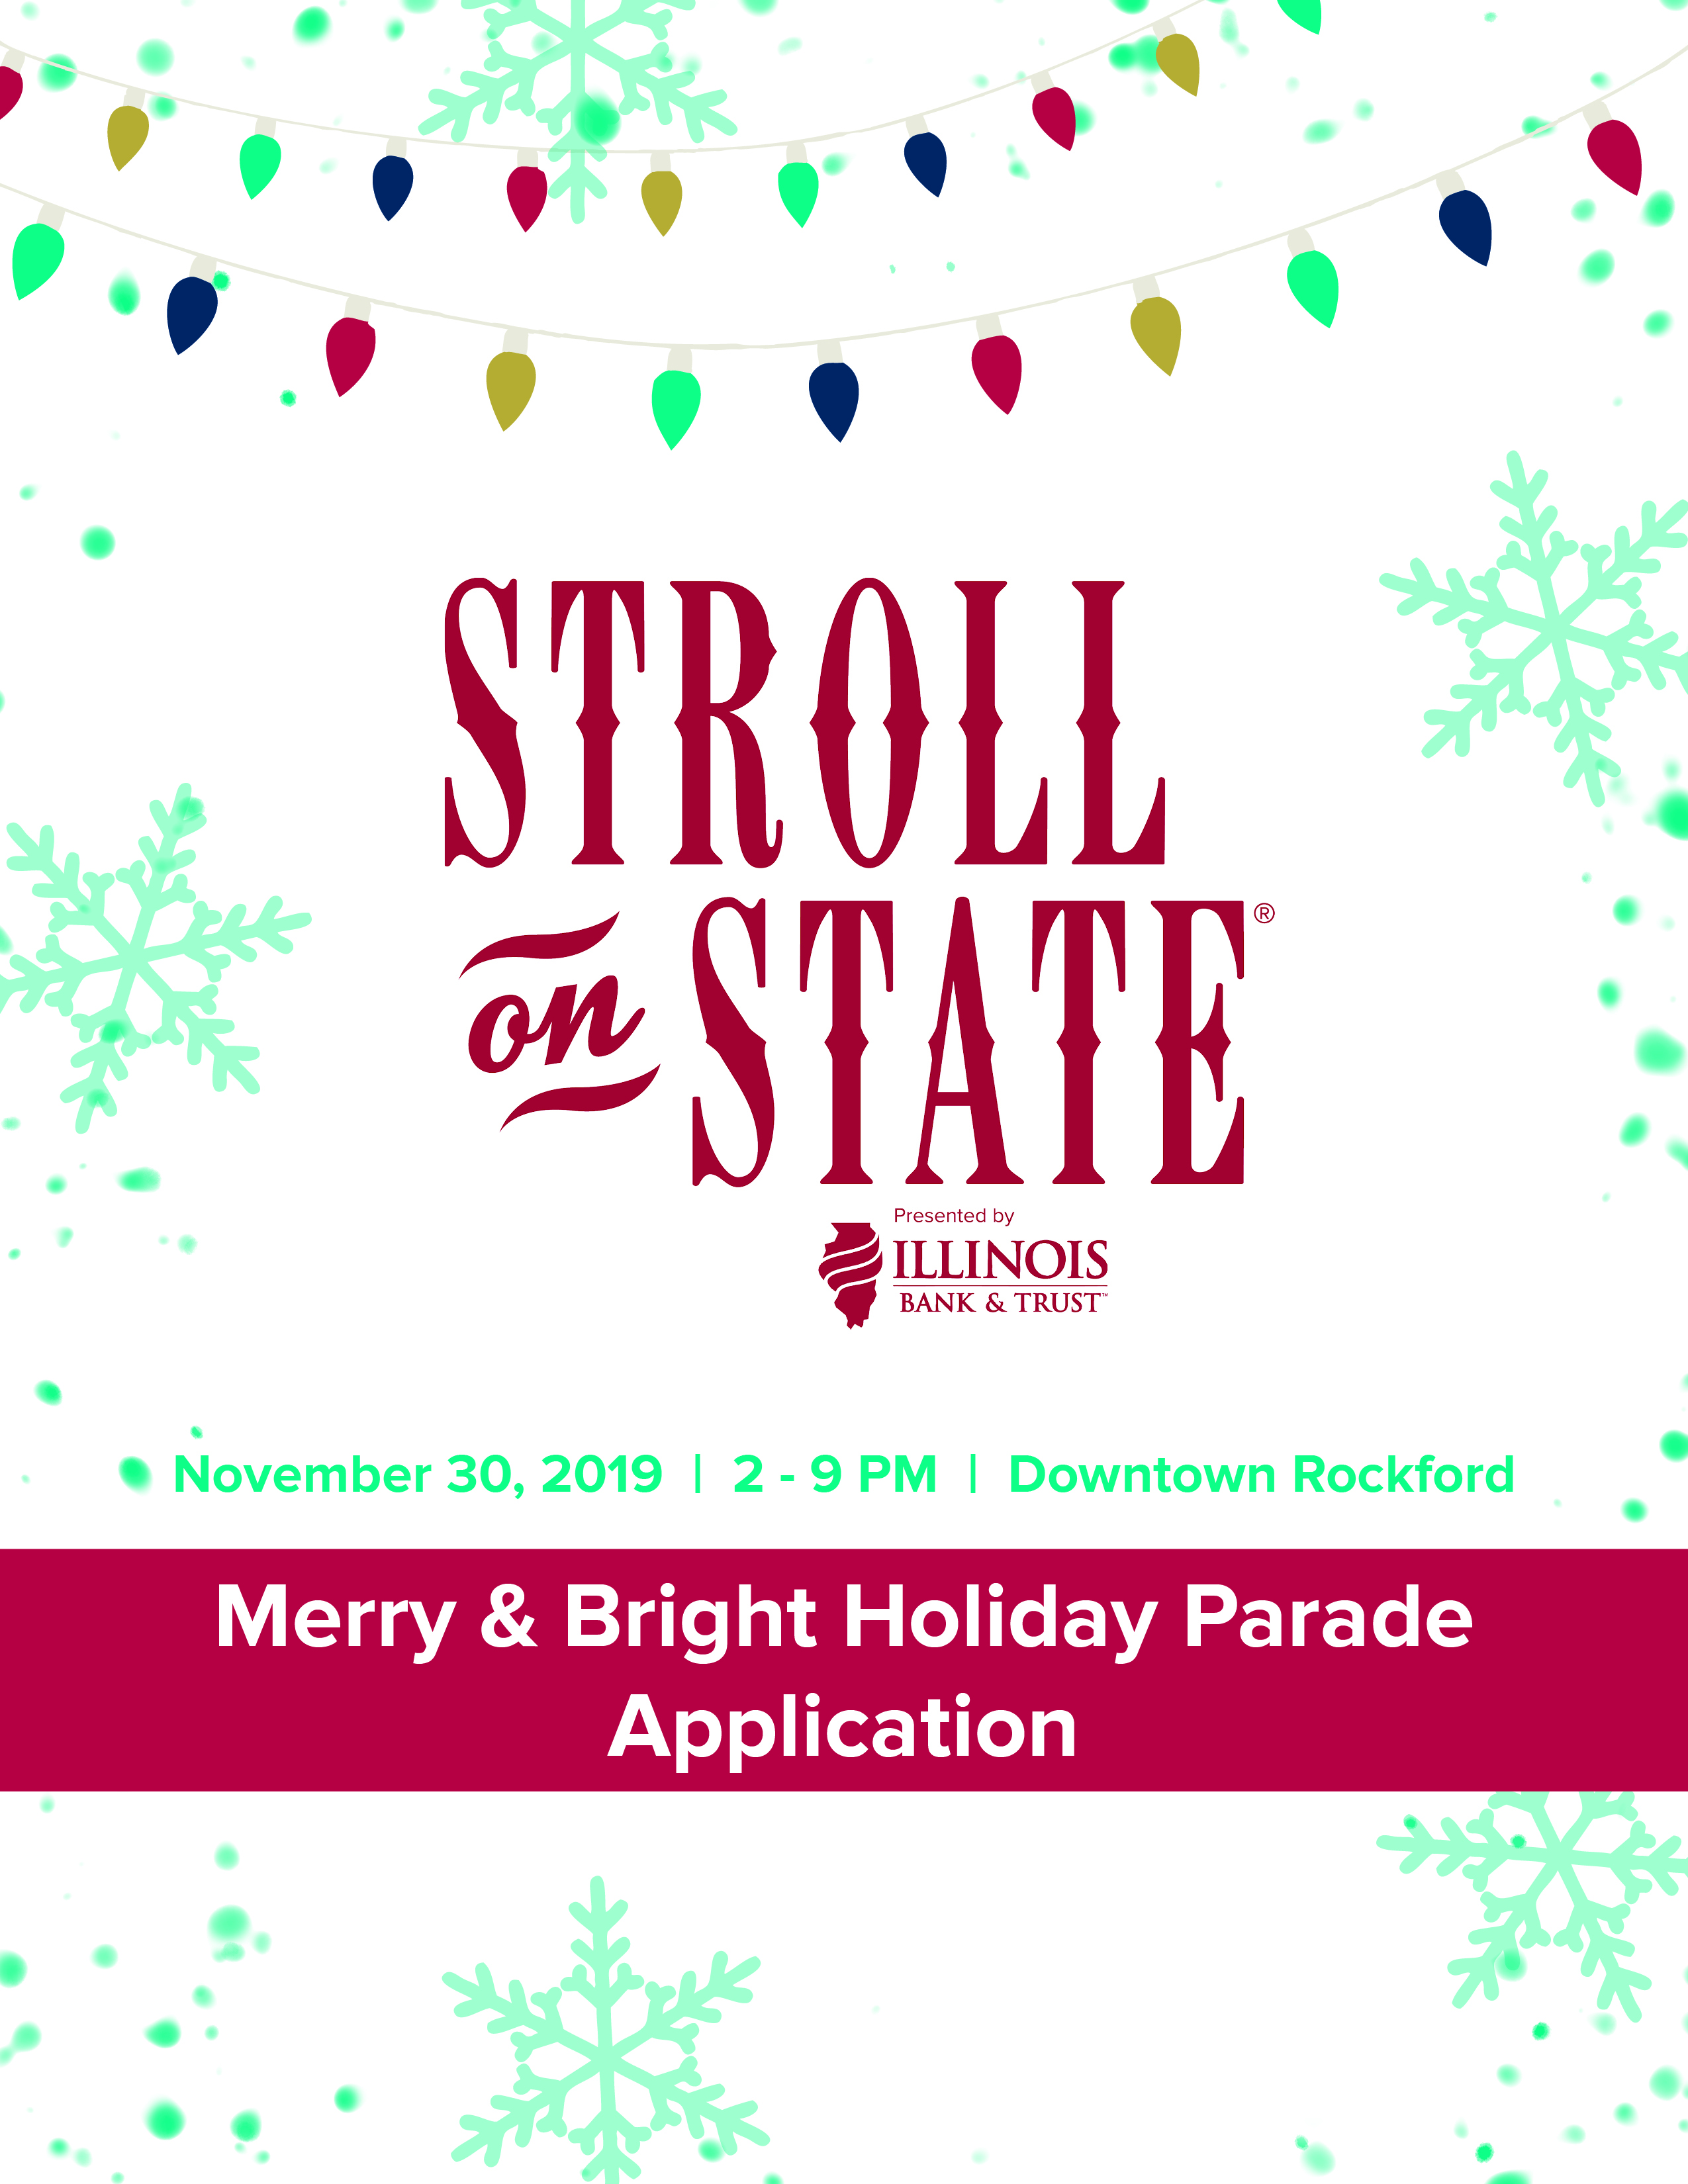 STROLL
on STATE®
Presented by
ILLINOIS
BANK & TRUST™
November 30, 2019 | 2 - 9 PM | Downtown Rockford
Merry & Bright Holiday Parade
Application